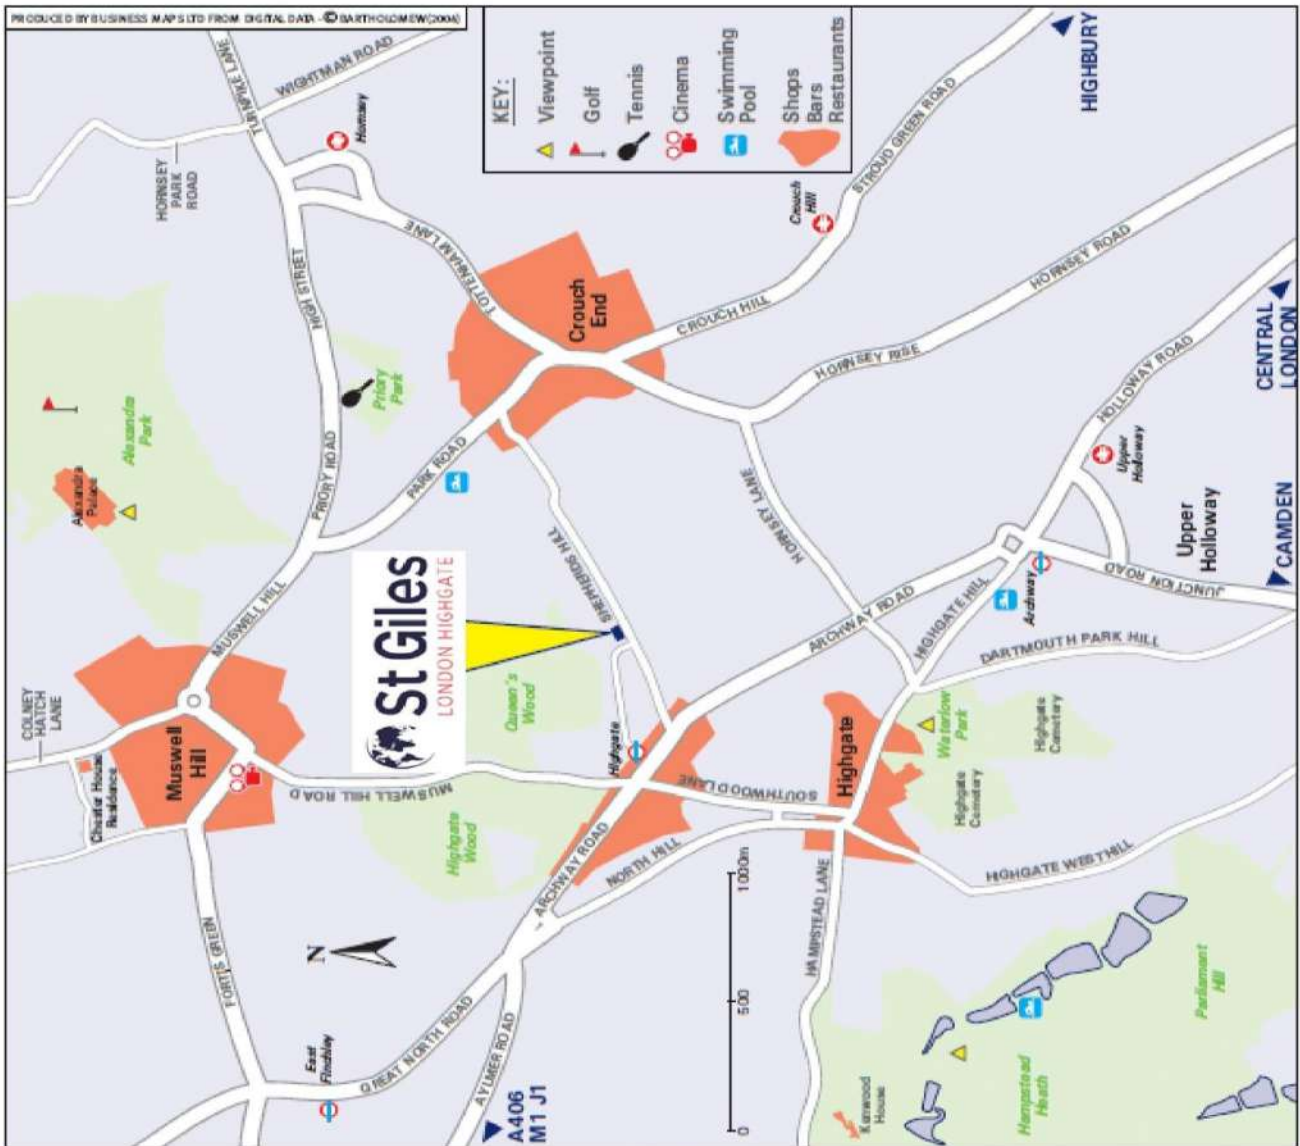 PRODUCED BY BUSINESS MAPS LTD FROM DIGITAL DATA - © BARTHOLOMEW(2004)
KEY:
Viewpoint
Golf
Tennis
Cinema
Swimming
Pool
Shops
Bars
Restaurants
TURNPIKE LANE
WIGHTMAN ROAD
Hornsey
HORNSEY
PARK
ROAD
HIGH STREET
TOTTENHAM LANE
Crouch
End
Crouch
Hill
STROUD GREEN ROAD
HIGHBURY
CROUCH HILL
HORNSEY ROAD
HORNSEY RISE
HOLLOWAY ROAD
CENTRAL
LONDON
Alexandra
Park
Alexandra
Palace
Priory
Park
PRIORY ROAD
PARK ROAD
SHEPHERDS HILL
HORNSEY LANE
Upper
Holloway
Upper
Holloway
CAMDEN
JUNCTION ROAD
Archway
HIGHGATE HILL
ARCHWAY ROAD
DARTMOUTH PARK HILL
MUSWELL HILL
St Giles
LONDON HIGHGATE
Queen's
Wood
Highgate
COLNEY
HATCH
LANE
Muswell
Hill
Chester House
Residence
MUSWELL HILL ROAD
Highgate
Wood
SOUTHWOOD LANE
Highgate
Waterlow
Park
Highgate
Cemetery
Highgate
Cemetery
ARCHWAY ROAD
NORTH HILL
HIGHGATE WEST HILL
HAMPSTEAD LANE
FORTIS GREEN
N
0
500
1000m
GREAT NORTH ROAD
AYLMER ROAD
East
Finchley
A406
M1 J1
Kenwood
House
Hampstead
Heath
Parliament
Hill